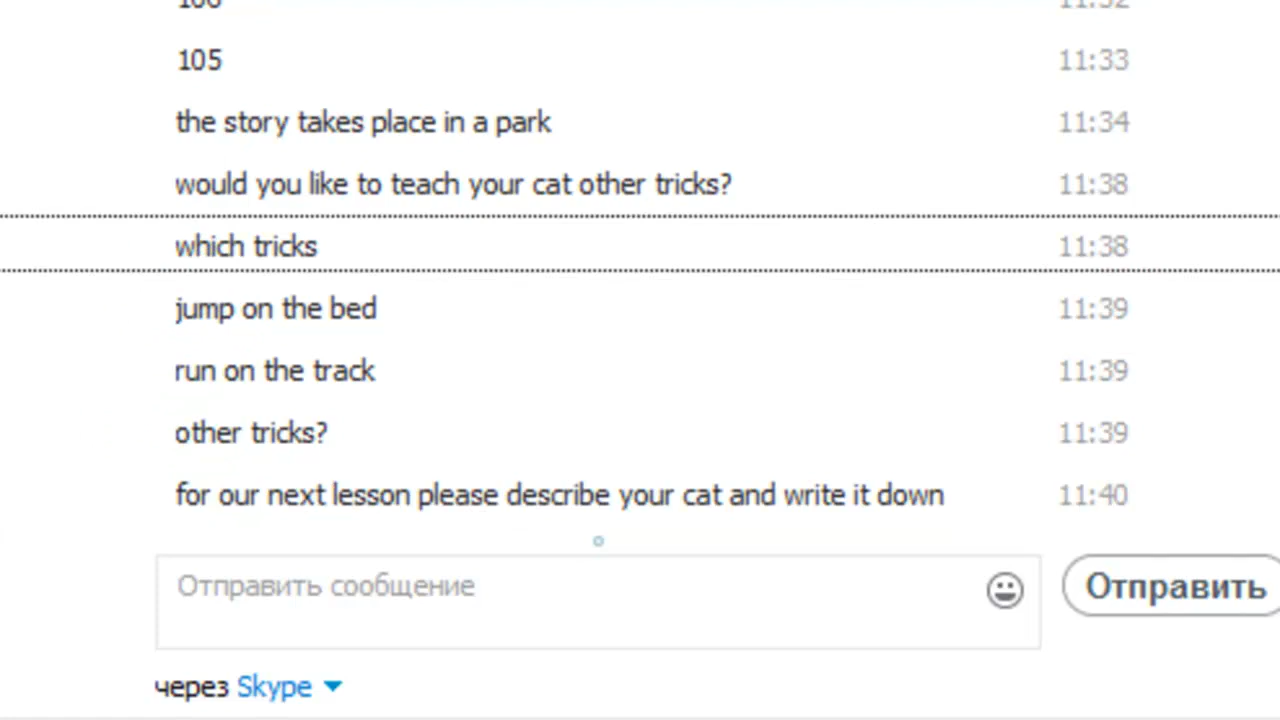 105 11:33
the story takes place in a park 11:34
would you like to teach your cat other tricks? 11:38
which tricks 11:38
jump on the bed 11:39
run on the track 11:39
other tricks? 11:39
for our next lesson please describe your cat and write it down 11:40
Отправить сообщение
Отправить
через Skype